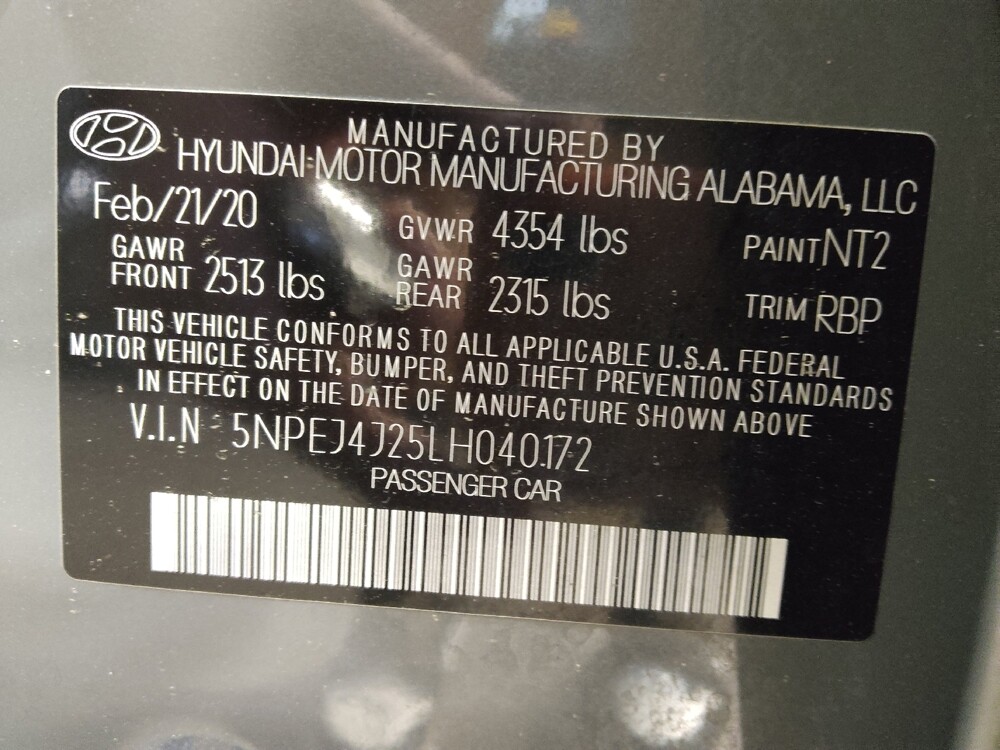 MANUFACTURED BY
HYUNDAI MOTOR MANUFACTURING ALABAMA, LLC
Feb/21/20 GVWR 4354 lbs PAINT NT2
GAWR FRONT 2513 lbs GAWR REAR 2315 lbs TRIM RBP
THIS VEHICLE CONFORMS TO ALL APPLICABLE U.S.A. FEDERAL
MOTOR VEHICLE SAFETY, BUMPER, AND THEFT PREVENTION STANDARDS
IN EFFECT ON THE DATE OF MANUFACTURE SHOWN ABOVE
V.I.N 5NPEJ4J25LH040172
PASSENGER CAR